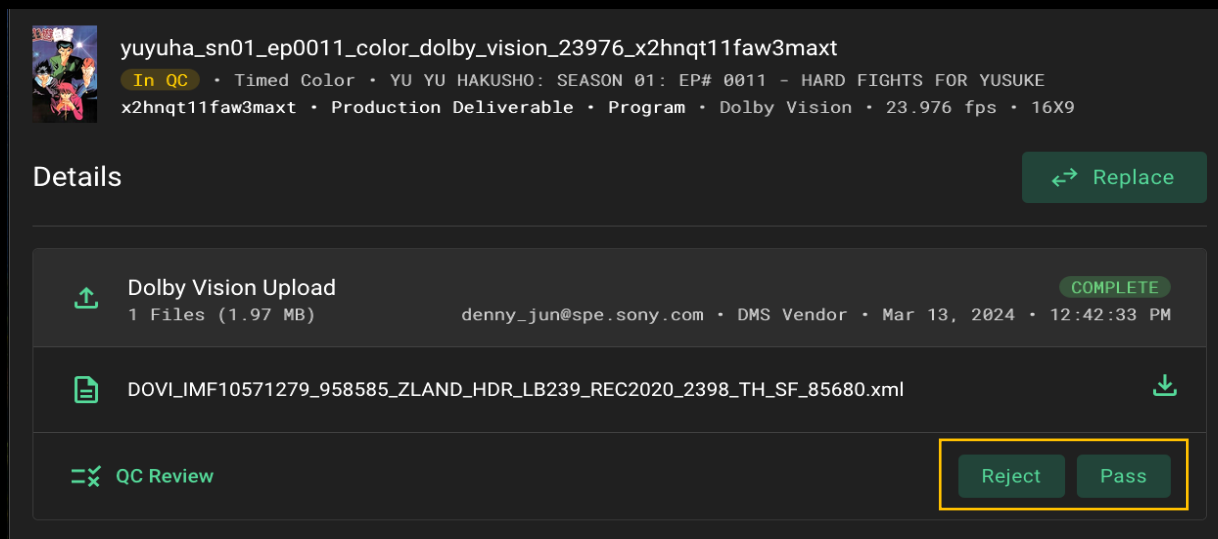 yuyuha_sn01_ep0011_color_dolby_vision_23976_x2hnqt11faw3maxt
In QC • Timed Color • YU YU HAKUSHO: SEASON 01: EP# 0011 - HARD FIGHTS FOR YUSUKE
x2hnqt11faw3maxt • Production Deliverable • Program • Dolby Vision • 23.976 fps • 16X9
Details
Replace
Dolby Vision Upload
COMPLETE
1 Files (1.97 MB)
denny_jun@spe.sony.com • DMS Vendor • Mar 13, 2024 • 12:42:33 PM
DOVI_IMF10571279_958585_ZLAND_HDR_LB239_REC2020_2398_TH_SF_85680.xml
QC Review
Reject
Pass